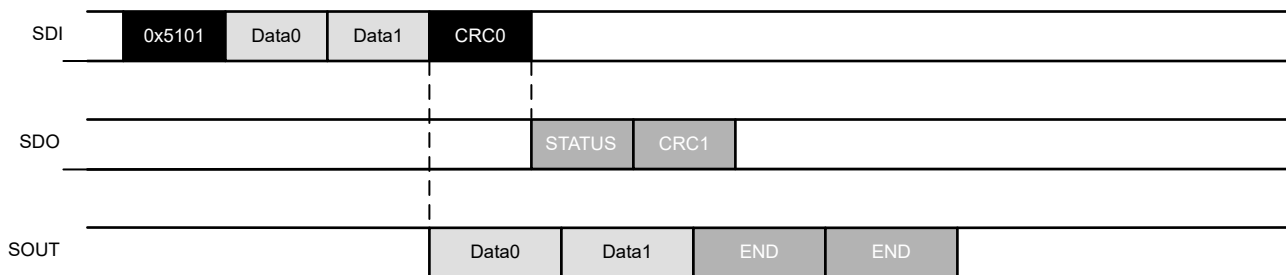 SDI 0x5101 Data0 Data1 CRC0
SDO STATUS CRC1
SOUT Data0 Data1 END END